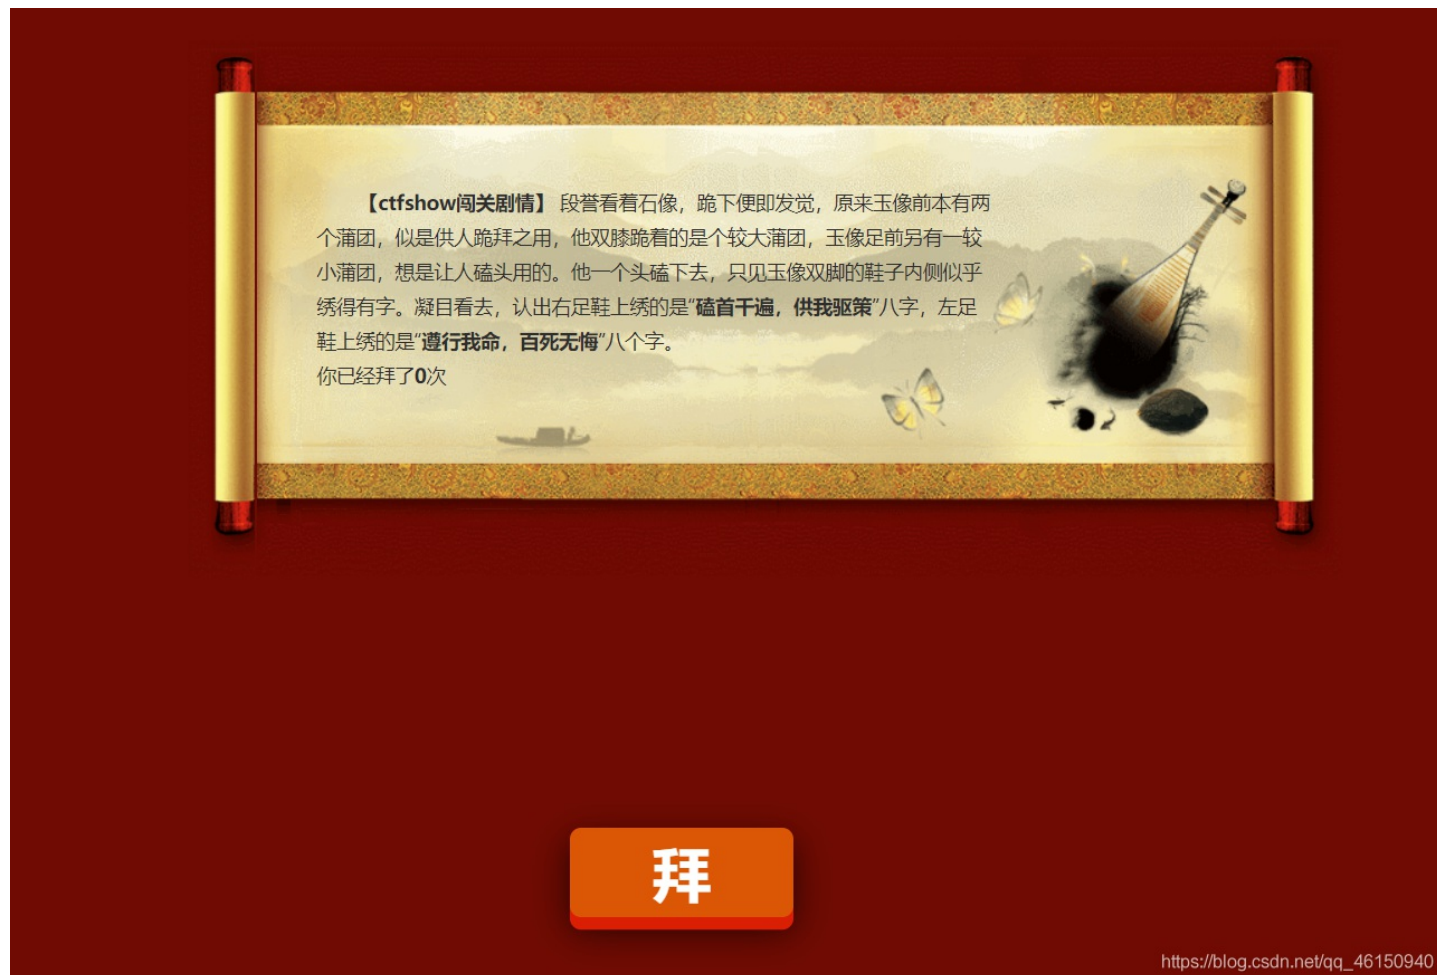 【ctfshow闯关剧情】 段誉看着石像，跪下便即发觉，原来玉像前本有两
个蒲团，似是供人跪拜之用，他双膝跪着的是个较大蒲团，玉像足前另有一较
小蒲团，想是让人磕头用的。他一个头磕下去，只见玉像双脚的鞋子内侧似乎
绣得有字。凝目看去，认出右足鞋上绣的是“磕首千遍，供我驱策”八字，左足
鞋上绣的是“遵行我命，百死无悔”八个字。
你已经拜了0次
拜
https://blog.csdn.net/qq_46150940